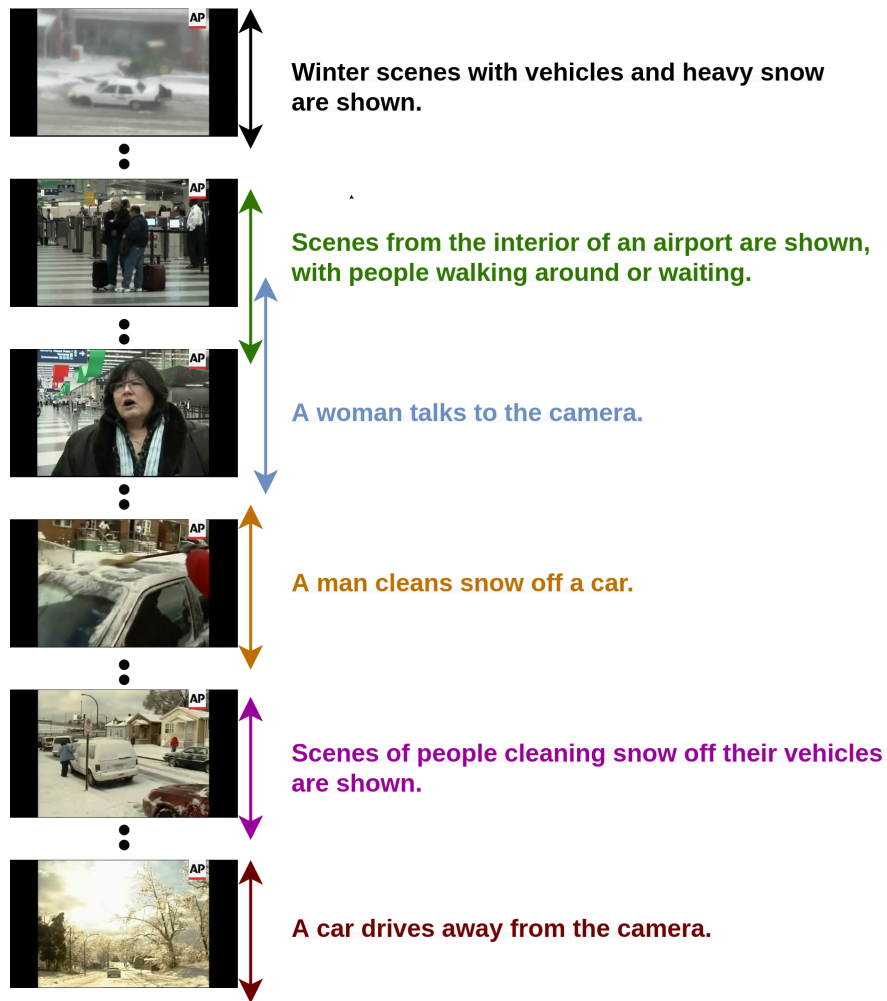 AP
Winter scenes with vehicles and heavy snow
are shown.
AP
Scenes from the interior of an airport are shown,
with people walking around or waiting.
AP
A woman talks to the camera.
AP
A man cleans snow off a car.
AP
Scenes of people cleaning snow off their vehicles
are shown.
AP
A car drives away from the camera.